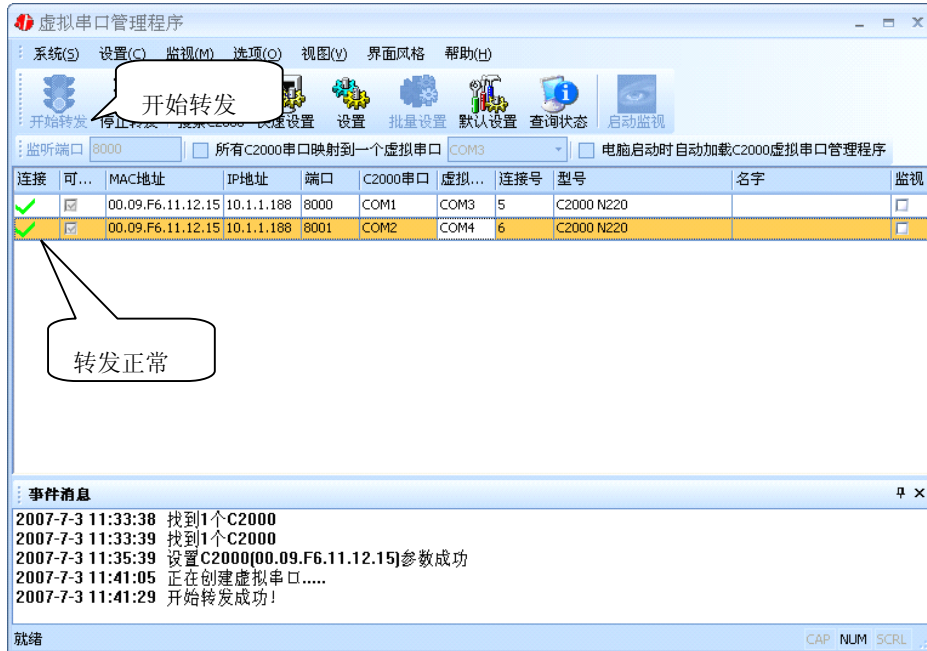 虚拟串口管理程序
系统(S) 设置(C) 监视(M) 选项(O) 视图(V) 界面风格 帮助(H)
开始转发
开始转发 停止转发 搜索C2000 快速设置 设置 批量设置 默认设置 查询状态 启动监视
监听端口 8000 所有C2000串口映射到一个虚拟串口 COM3 电脑启动时自动加载C2000虚拟串口管理程序
连接 可... MAC地址 IP地址 端口 C2000串口 虚拟... 连接号 型号 名字 监视
00.09.F6.11.12.15 10.1.1.188 8000 COM1 COM3 5 C2000 N220
00.09.F6.11.12.15 10.1.1.188 8001 COM2 COM4 6 C2000 N220
转发正常
事件消息
2007-7-3 11:33:38 找到1个C2000
2007-7-3 11:33:39 找到1个C2000
2007-7-3 11:35:39 设置C2000(00.09.F6.11.12.15)参数成功
2007-7-3 11:41:05 正在创建虚拟串口.....
2007-7-3 11:41:29 开始转发成功!
就绪 CAP NUM SCRL